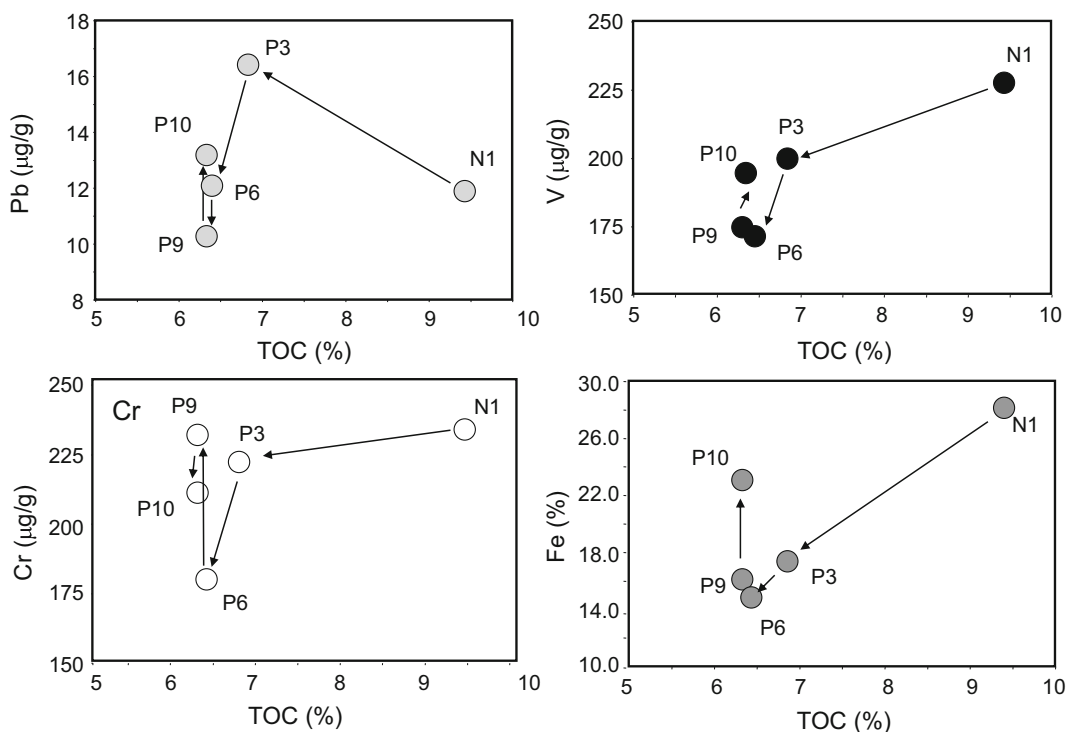 18
16
14
12
10
8
Pb (μg/g)
P3
P10
N1
P6
P9
5 6 7 8 9 10
TOC (%)
250
225
200
175
150
V (μg/g)
N1
P3
P10
P9
P6
5 6 7 8 9 10
TOC (%)
250
225
200
175
150
Cr (μg/g)
Cr
P9
N1
P3
P10
P6
5 6 7 8 9 10
TOC (%)
30.0
26.0
22.0
18.0
14.0
10.0
Fe (%)
N1
P10
P3
P9
P6
5 6 7 8 9 10
TOC (%)